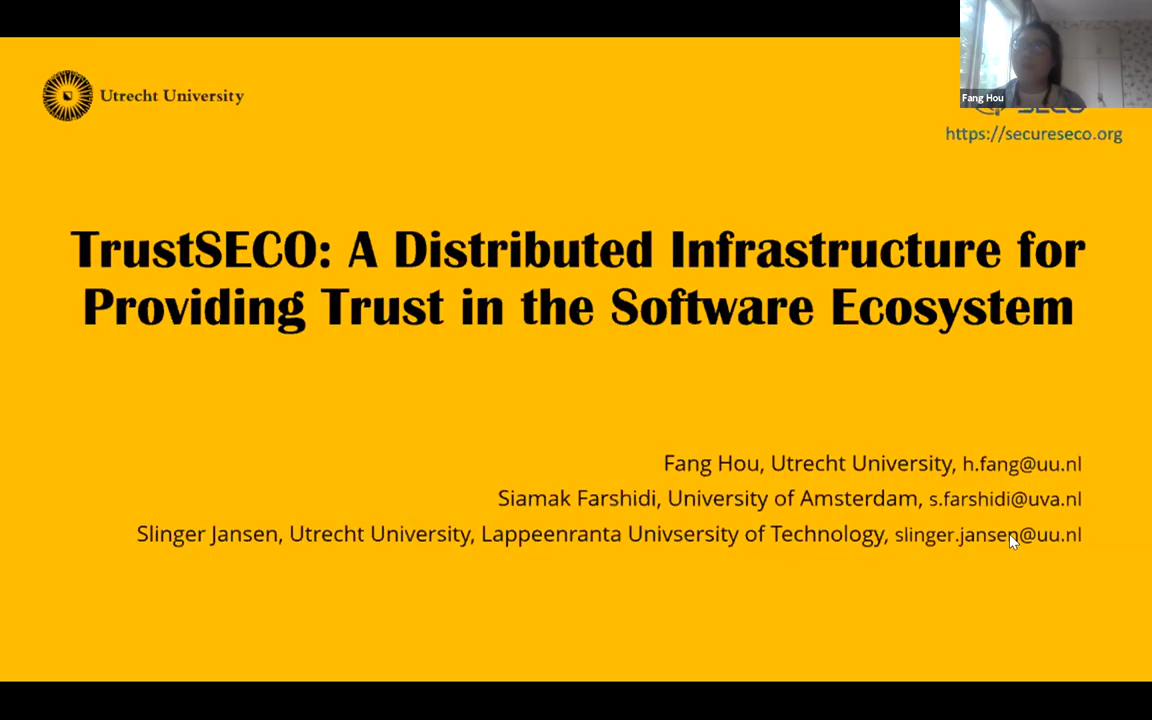 Utrecht University
Fang Hou
https://secureseco.org
TrustSECO: A Distributed Infrastructure for
Providing Trust in the Software Ecosystem
Fang Hou, Utrecht University, h.fang@uu.nl
Siamak Farshidi, University of Amsterdam, s.farshidi@uva.nl
Slinger Jansen, Utrecht University, Lappeenranta Univsersity of Technology, slinger.jansen@uu.nl